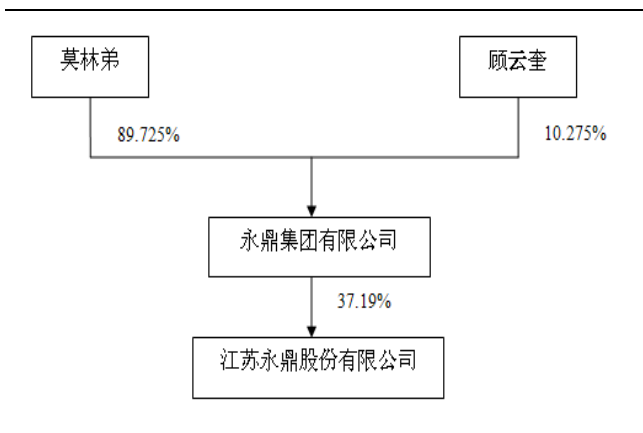 莫林弟
顾云奎
89.725%
10.275%
永鼎集团有限公司
37.19%
江苏永鼎股份有限公司